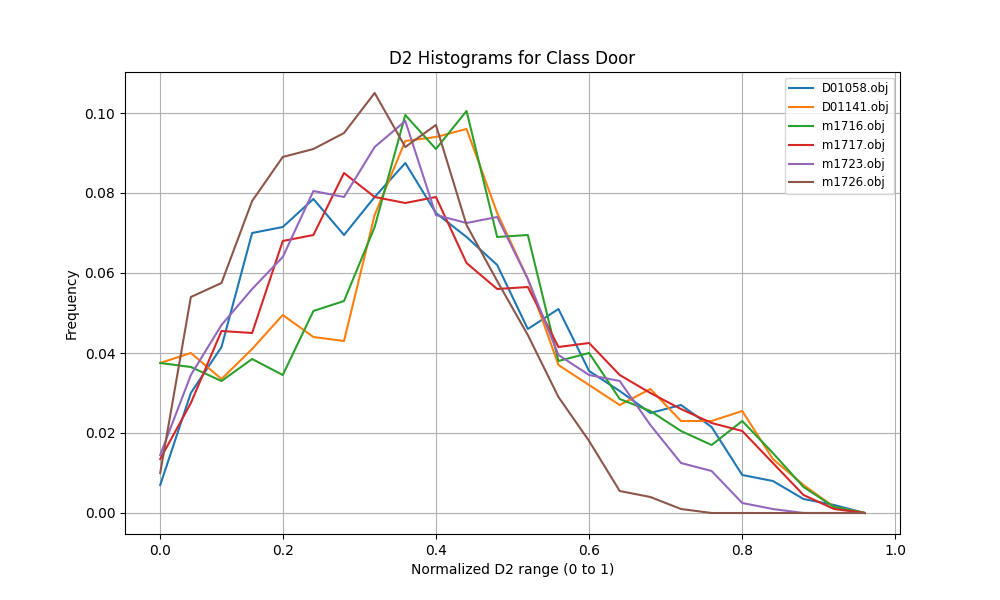 D2 Histograms for Class Door
D01058.obj
D01141.obj
m1716.obj
m1717.obj
m1723.obj
m1726.obj
Frequency
0.10
0.08
0.06
0.04
0.02
0.00
0.0 0.2 0.4 0.6 0.8 1.0
Normalized D2 range (0 to 1)